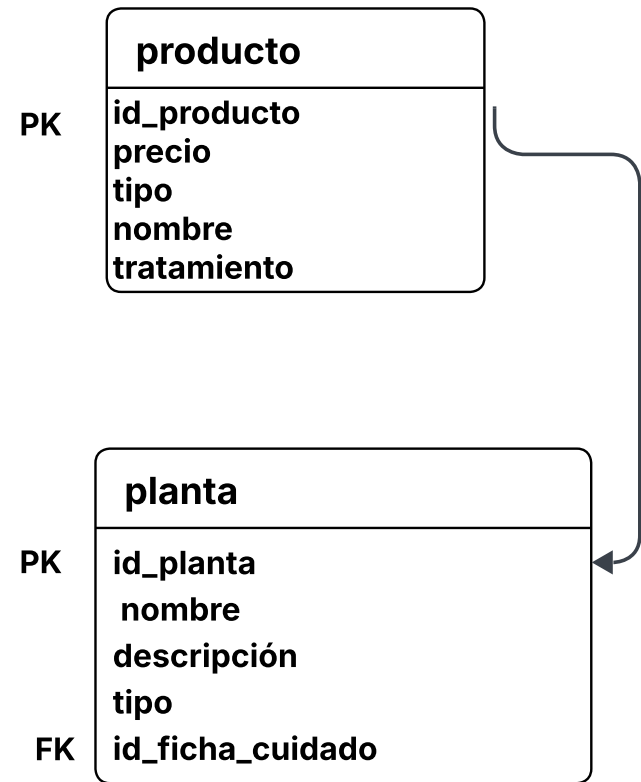 producto
PK id_producto
precio
tipo
nombre
tratamiento
planta
PK id_planta
nombre
descripción
tipo
FK id_ficha_cuidado